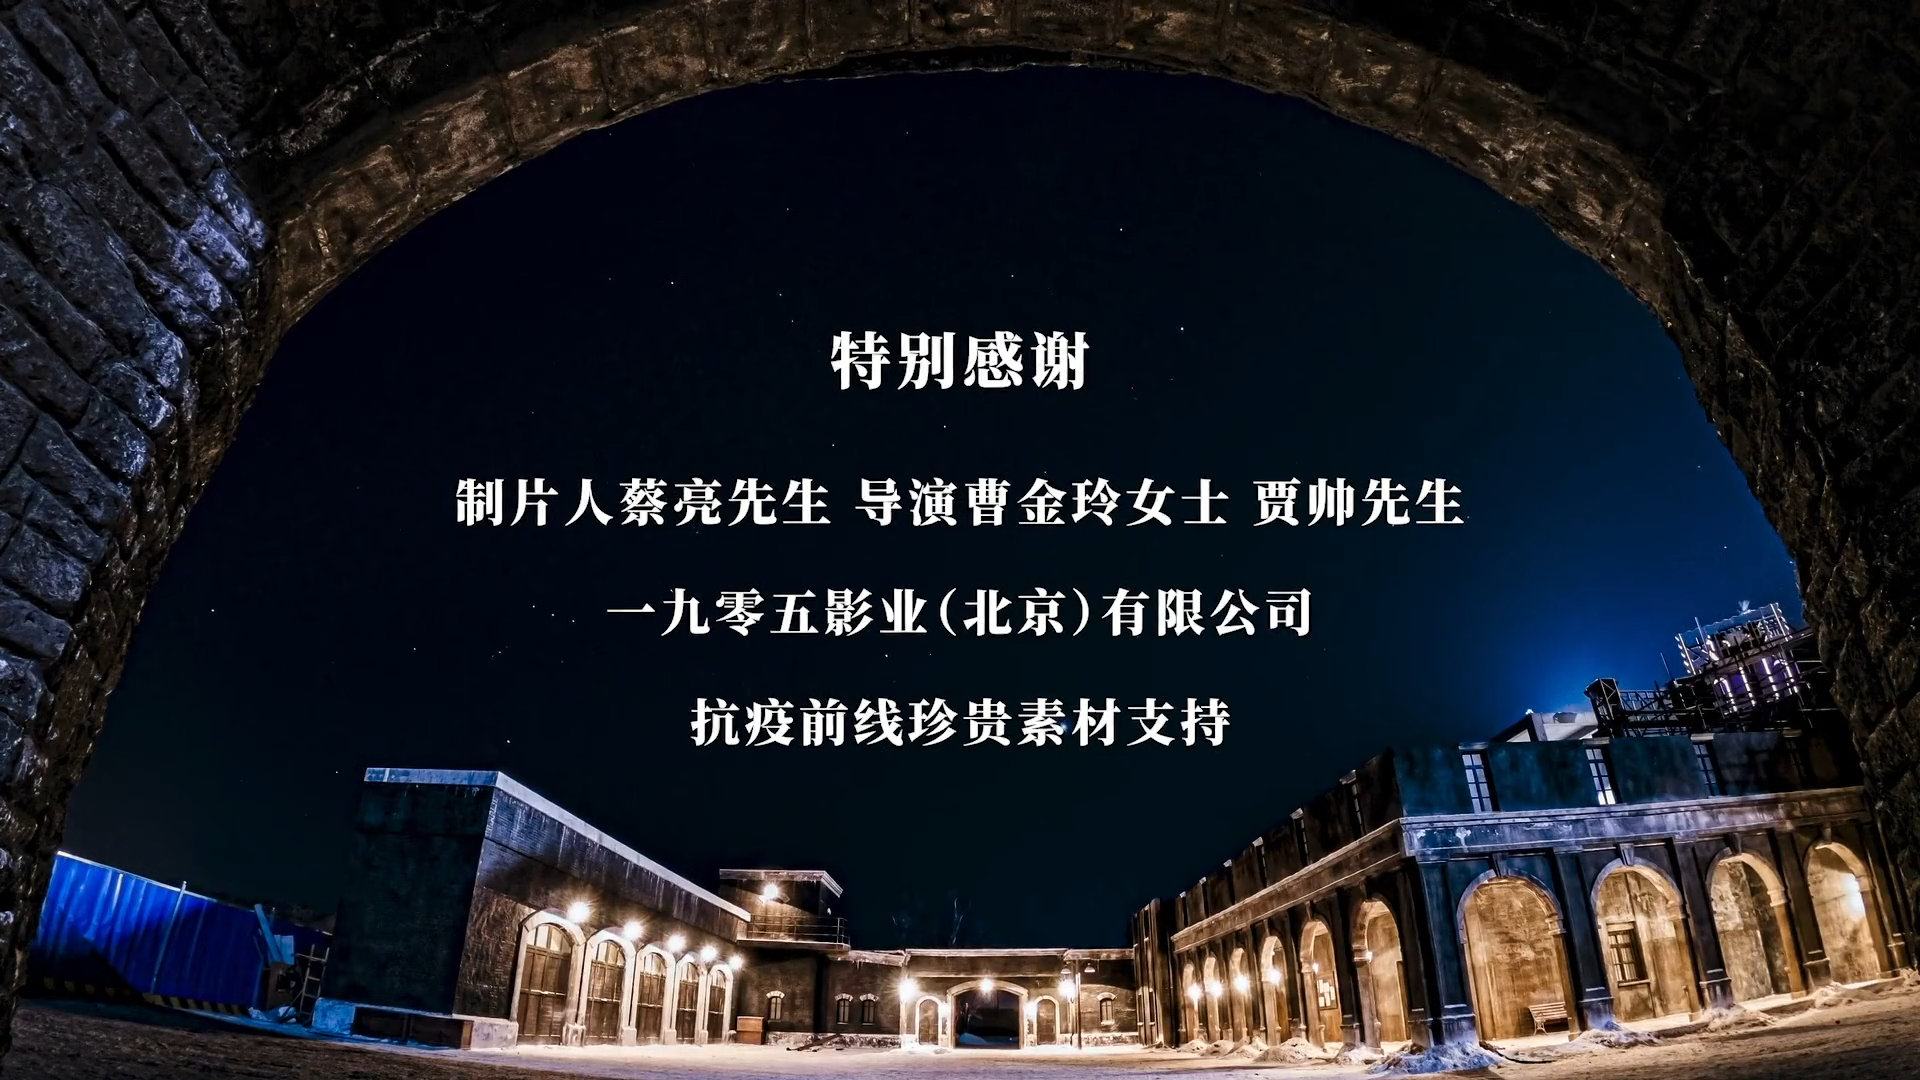 特别感谢
制片人蔡亮先生 导演曹金玲女士 贾帅先生
一九零五影业(北京)有限公司
抗疫前线珍贵素材支持